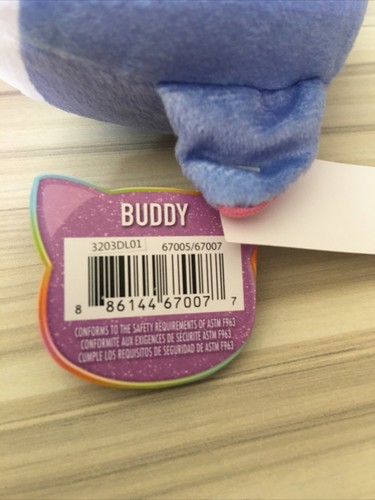 BUDDY
3203DL01 67005/67007
8 86144 67007 7
CONFORMS TO THE SAFETY REQUIREMENTS OF ASTM F963
CONFORMITE AUX EXIGENCES DE SECURITÉ ASTM F963
CUMPLE LOS REQUISITOS DE SEGURIDAD DE ASTM F963